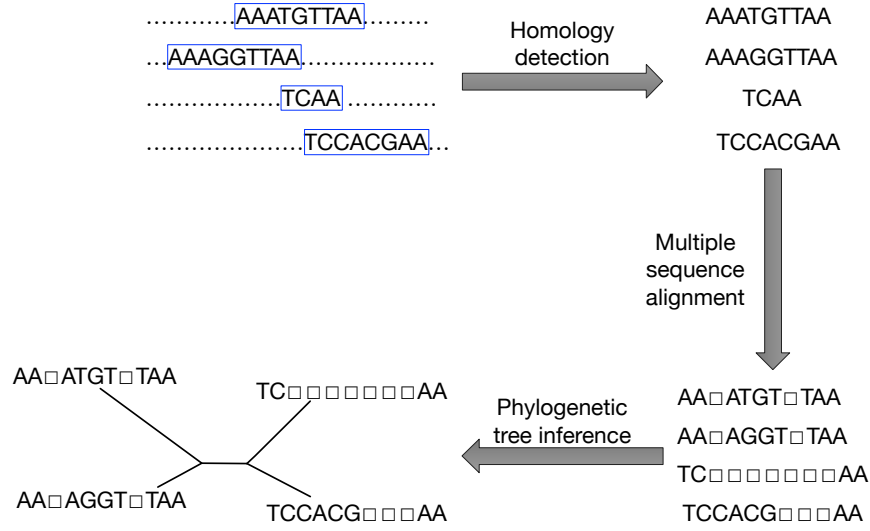 ...........AAATGTTAA.........
...AAAGGTTAA..................
..................TCAA ............
.....................TCCACGAA...
Homology
detection
AAATGTTAA
AAAGGTTAA
TCAA
TCCACGAA
Multiple
sequence
alignment
AA□ATGT□TAA
AA□AGGT□TAA
TC□□□□□□□AA
TCCACG□□□AA
Phylogenetic
tree inference
AA□ATGT□TAA
TC□□□□□□□AA
AA□AGGT□TAA
TCCACG□□□AA